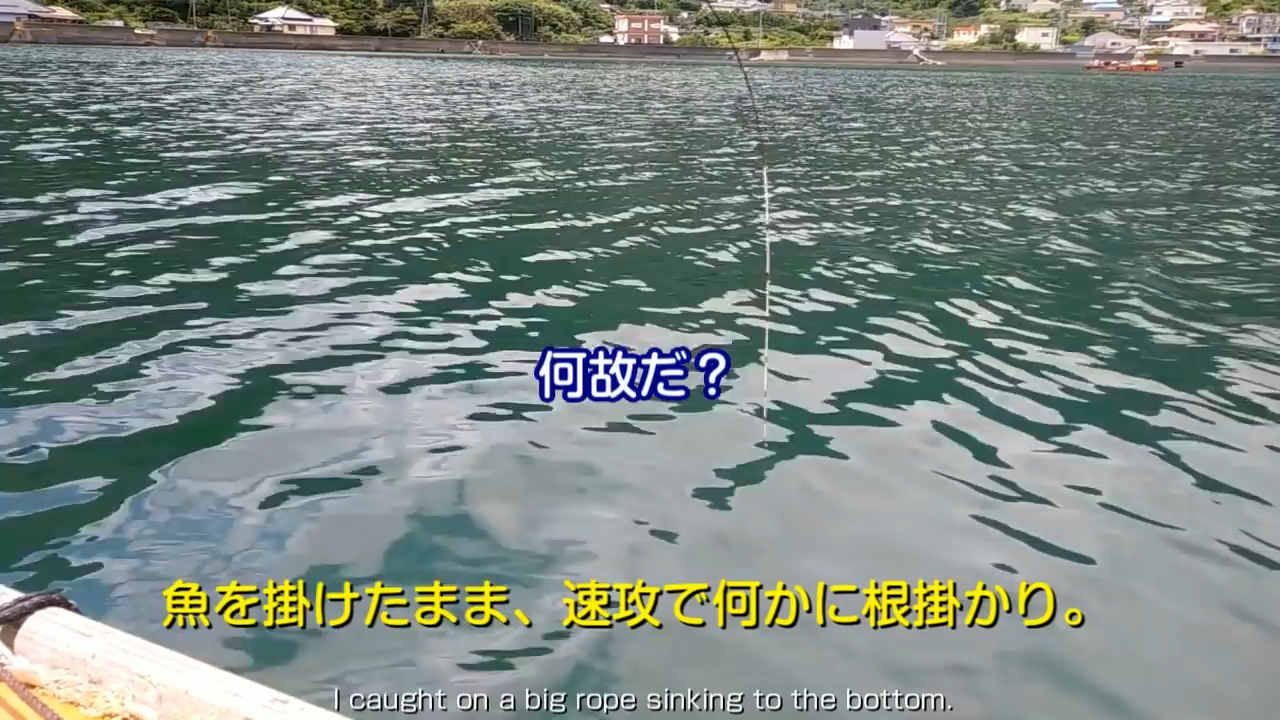 何故だ？
魚を掛けたまま、速攻で何かに根掛かり。
I caught on a big rope sinking to the bottom.